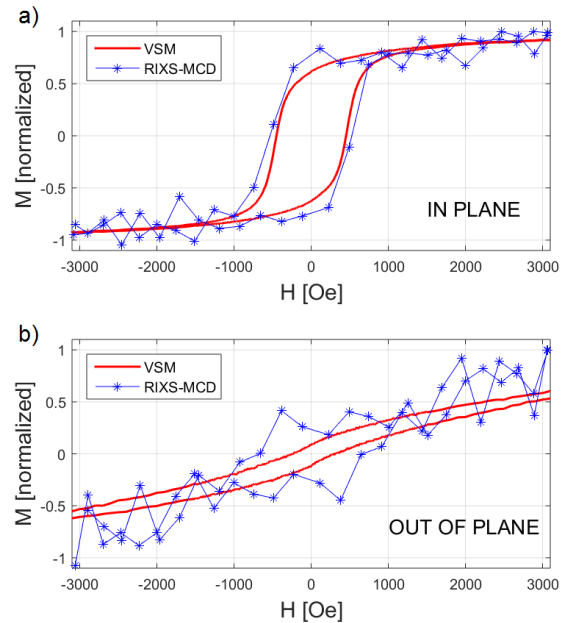 a)
M [normalized]
1
0.5
0
-0.5
-1
VSM
RIXS-MCD
IN PLANE
-3000 -2000 -1000 0 1000 2000 3000
H [Oe]
b)
M [normalized]
1
0.5
0
-0.5
-1
VSM
RIXS-MCD
OUT OF PLANE
-3000 -2000 -1000 0 1000 2000 3000
H [Oe]